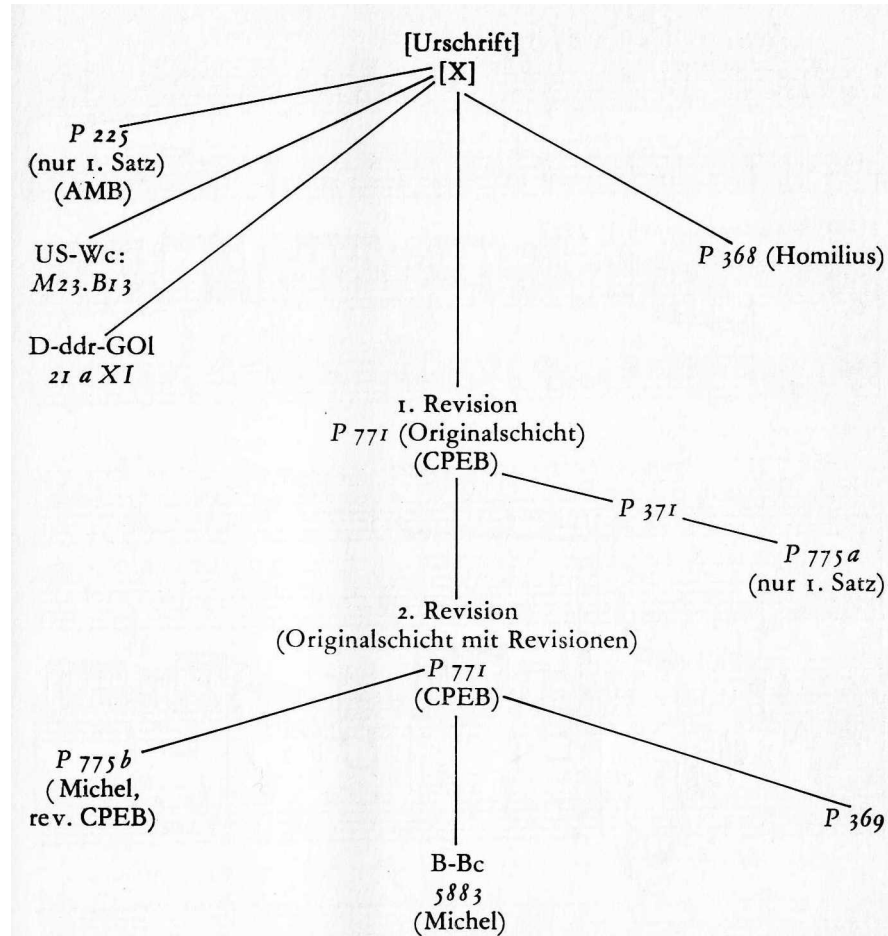 [Urschrift]
[X]
P 225
(nur 1. Satz)
(AMB)
US-Wc:
M23.B13
P 368 (Homilius)
D-ddr-GOl
21 a XI
1. Revision
P 771 (Originalschicht)
(CPEB)
P 371
P 775a
(nur 1. Satz)
2. Revision
(Originalschicht mit Revisionen)
P 771
(CPEB)
P 775b
(Michel,
rev. CPEB)
P 369
B-Bc
5883
(Michel)